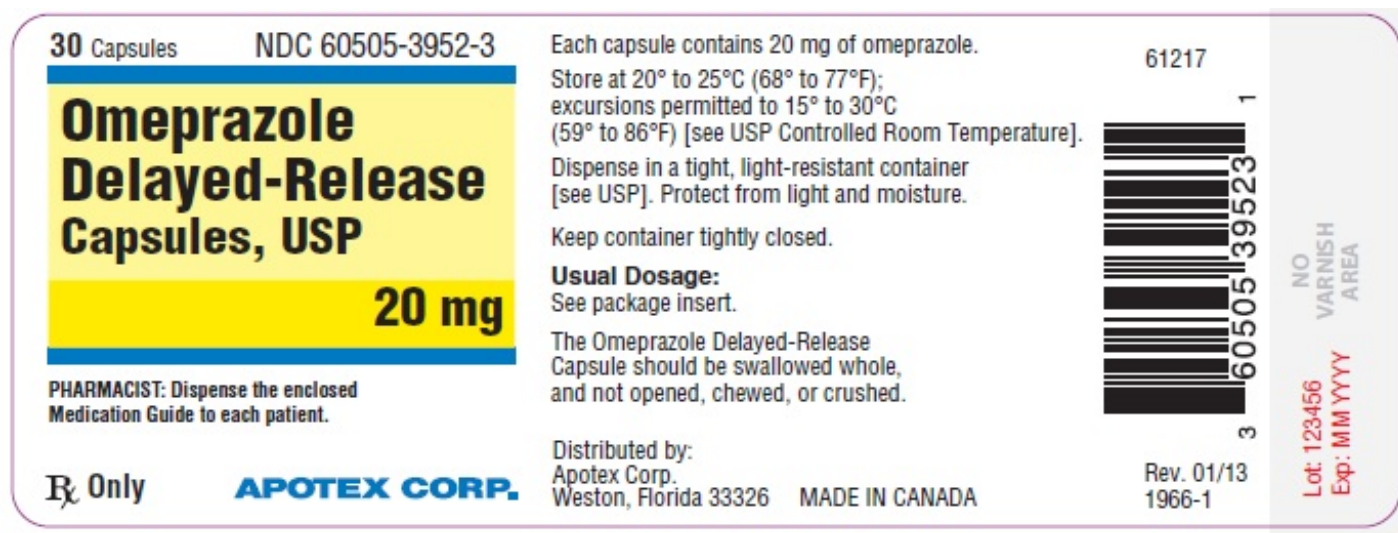 30 Capsules NDC 60505-3952-3
Omeprazole
Delayed-Release
Capsules, USP
20 mg
PHARMACIST: Dispense the enclosed
Medication Guide to each patient.
Rx Only APOTEX CORP.
Each capsule contains 20 mg of omeprazole.
Store at 20° to 25°C (68° to 77°F);
excursions permitted to 15° to 30°C
(59° to 86°F) [see USP Controlled Room Temperature].
Dispense in a tight, light-resistant container
[see USP]. Protect from light and moisture.
Keep container tightly closed.
Usual Dosage:
See package insert.
The Omeprazole Delayed-Release
Capsule should be swallowed whole,
and not opened, chewed, or crushed.
Distributed by:
Apotex Corp.
Weston, Florida 33326 MADE IN CANADA
61217
3 60505 39523 1
Rev. 01/13
1966-1
NO
VARNISH
AREA
Lot: 123456
Exp: MMYYYY